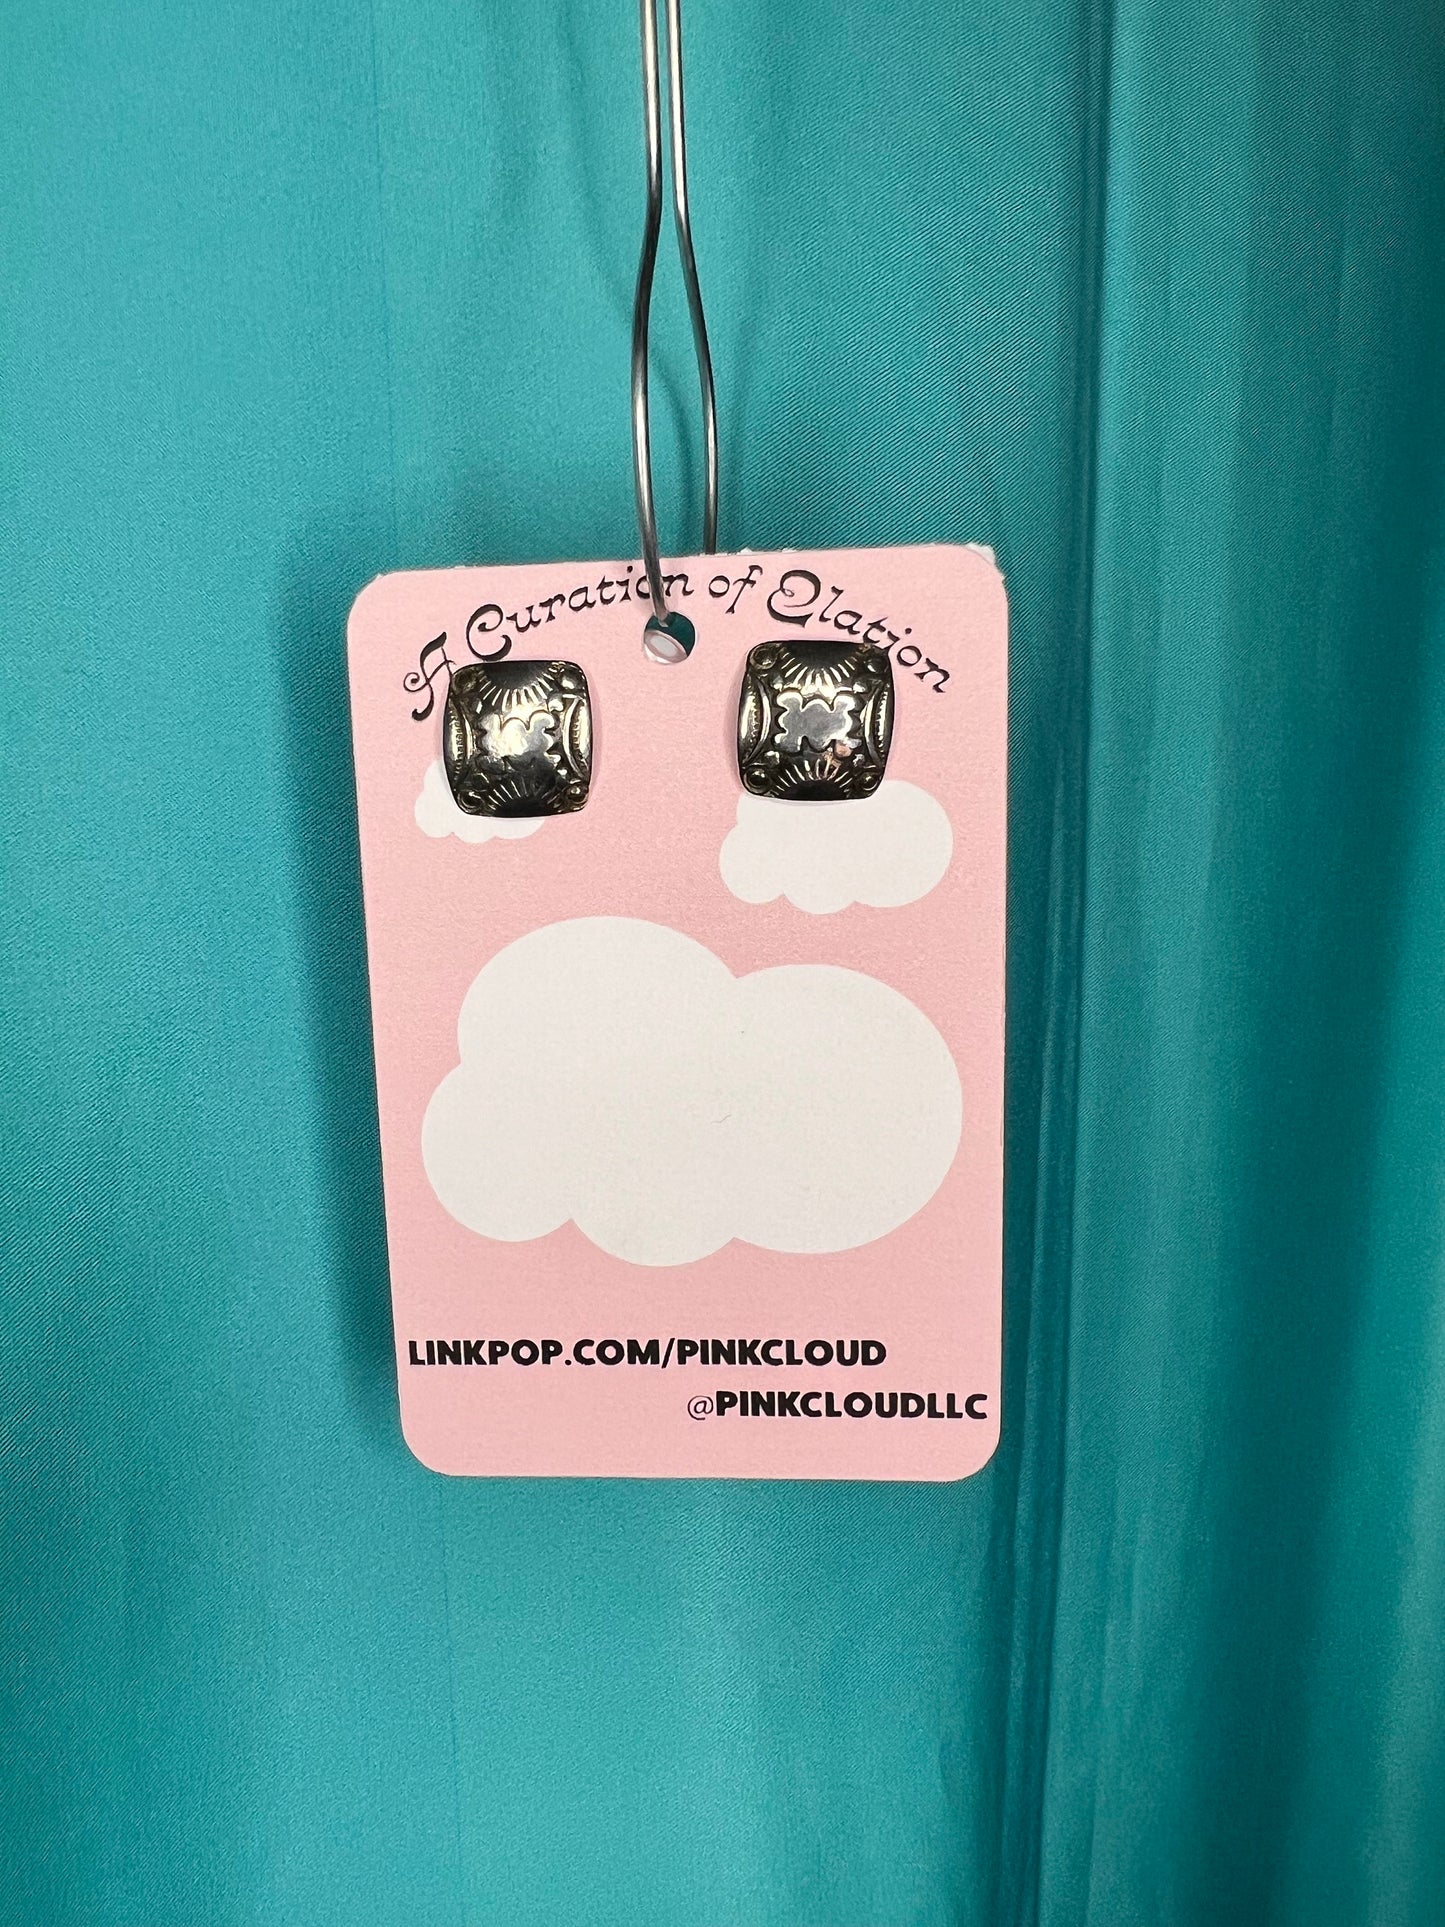 A Curation of Elation
LINKPOP.COM/PINKCLOUD
@PINKCLOUDLLC